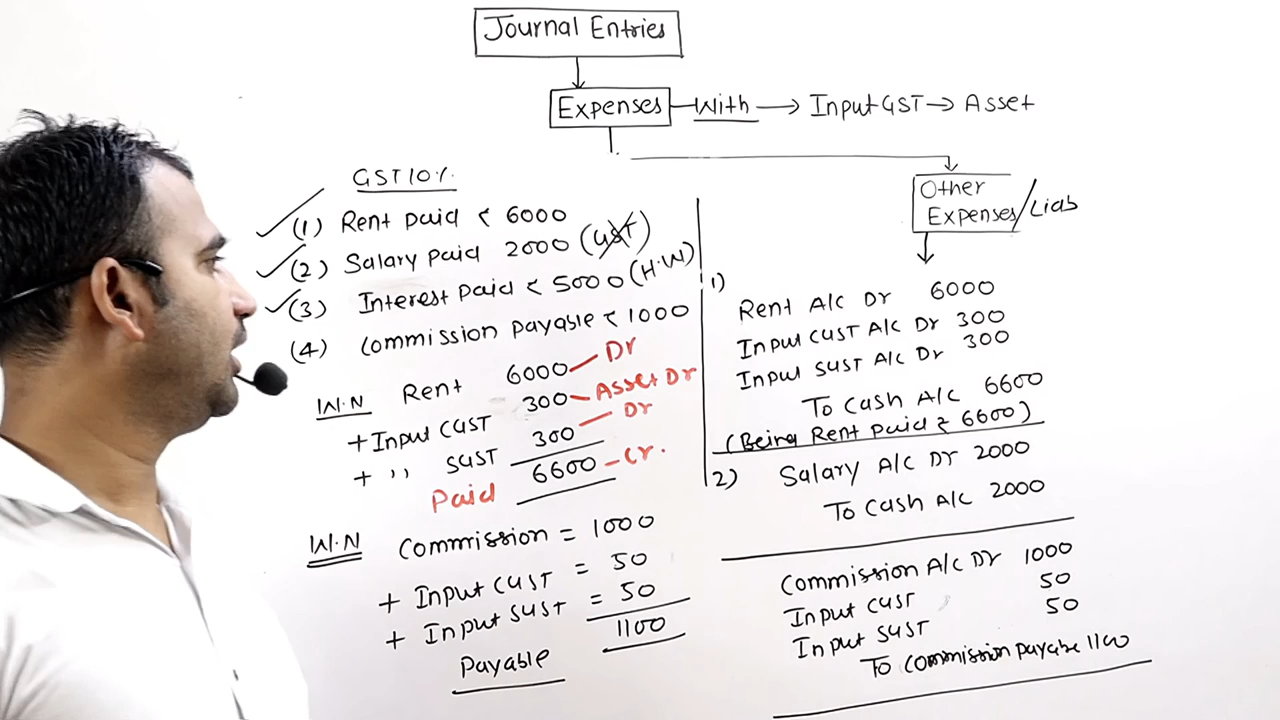 Journal Entries
Expenses With → Input GST → Asset
GST 10%
(1) Rent paid ₹ 6000
(2) Salary paid 2000 (GST)
(3) Interest paid ₹ 5000 (H.W)
(4) Commission payable ₹ 1000
W.N Rent 6000 Dr
+ Input CGST 300 Asset Dr
+ ,, SGST 300 Dr
Paid 6600 Cr.
W.N Commission = 1000
+ Input CGST = 50
+ Input SGST = 50
1100
Payable
Other
Expenses / Liab
1)
Rent A/c Dr 6000
Input CGST A/c Dr 300
Input SGST A/c Dr 300
To Cash A/c 6600
(Being Rent paid ₹ 6600)
2) Salary A/c Dr 2000
To Cash A/c 2000
Commission A/c Dr 1000
Input CGST 50
Input SGST 50
To Commission payable 1100